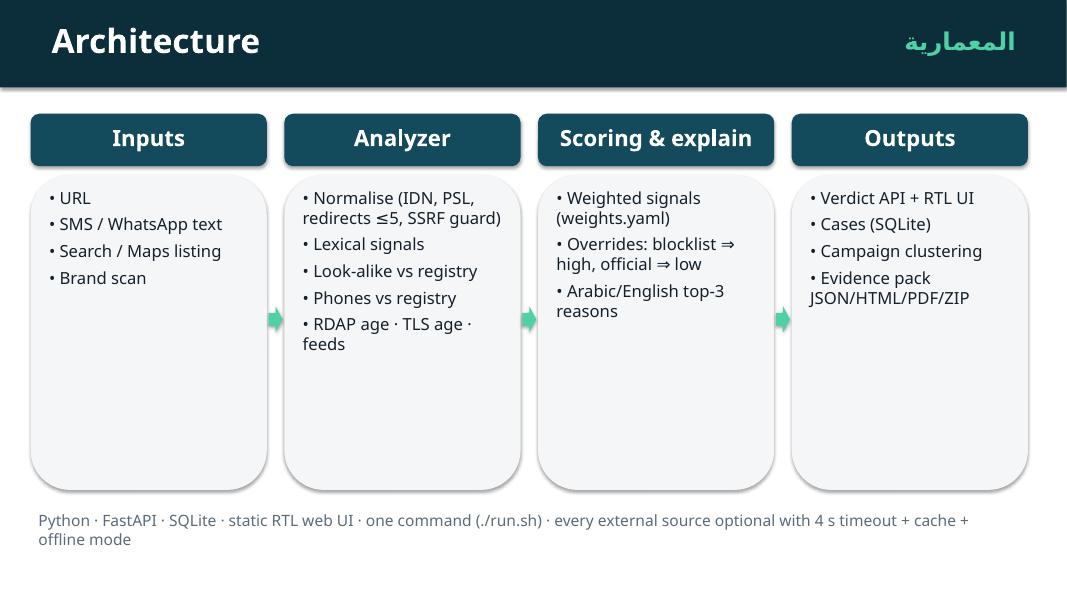 Architecture
المعمارية
Inputs
• URL
• SMS / WhatsApp text
• Search / Maps listing
• Brand scan
Analyzer
• Normalise (IDN, PSL,
redirects ≤5, SSRF guard)
• Lexical signals
• Look-alike vs registry
• Phones vs registry
• RDAP age · TLS age ·
feeds
Scoring & explain
• Weighted signals
(weights.yaml)
• Overrides: blocklist ⇒
high, official ⇒ low
• Arabic/English top-3
reasons
Outputs
• Verdict API + RTL UI
• Cases (SQLite)
• Campaign clustering
• Evidence pack
JSON/HTML/PDF/ZIP
Python · FastAPI · SQLite · static RTL web UI · one command (./run.sh) · every external source optional with 4 s timeout + cache +
offline mode